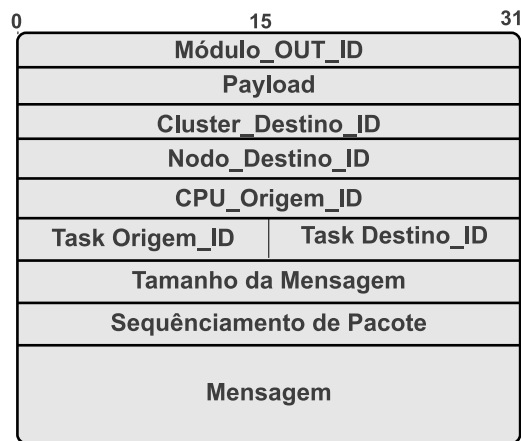 0 15 31
Módulo_OUT_ID
Payload
Cluster_Destino_ID
Nodo_Destino_ID
CPU_Origem_ID
Task Origem_ID Task Destino_ID
Tamanho da Mensagem
Sequênciamento de Pacote
Mensagem